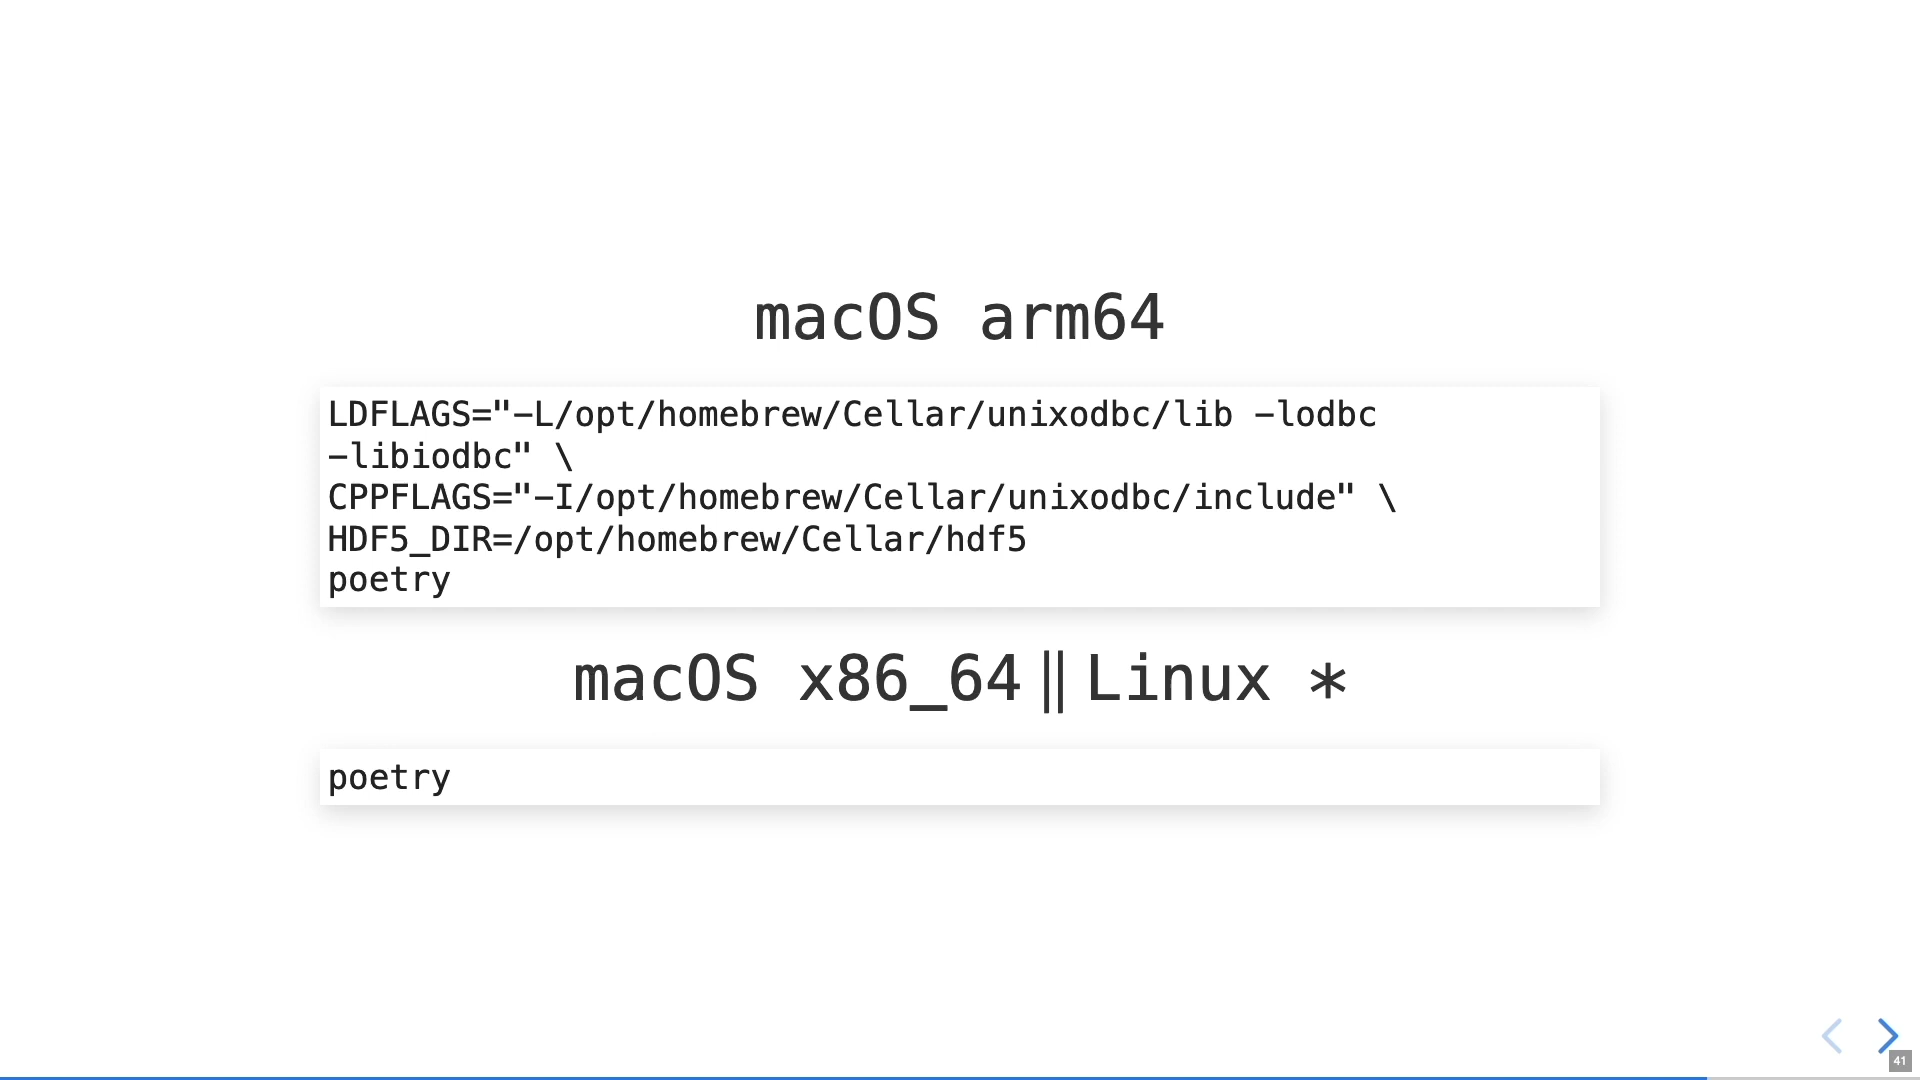 macOS arm64
LDFLAGS="-L/opt/homebrew/Cellar/unixodbc/lib -lodbc
-libiodbc" \
CPPFLAGS="-I/opt/homebrew/Cellar/unixodbc/include" \
HDF5_DIR=/opt/homebrew/Cellar/hdf5
poetry
macOS x86_64 || Linux *
poetry
41